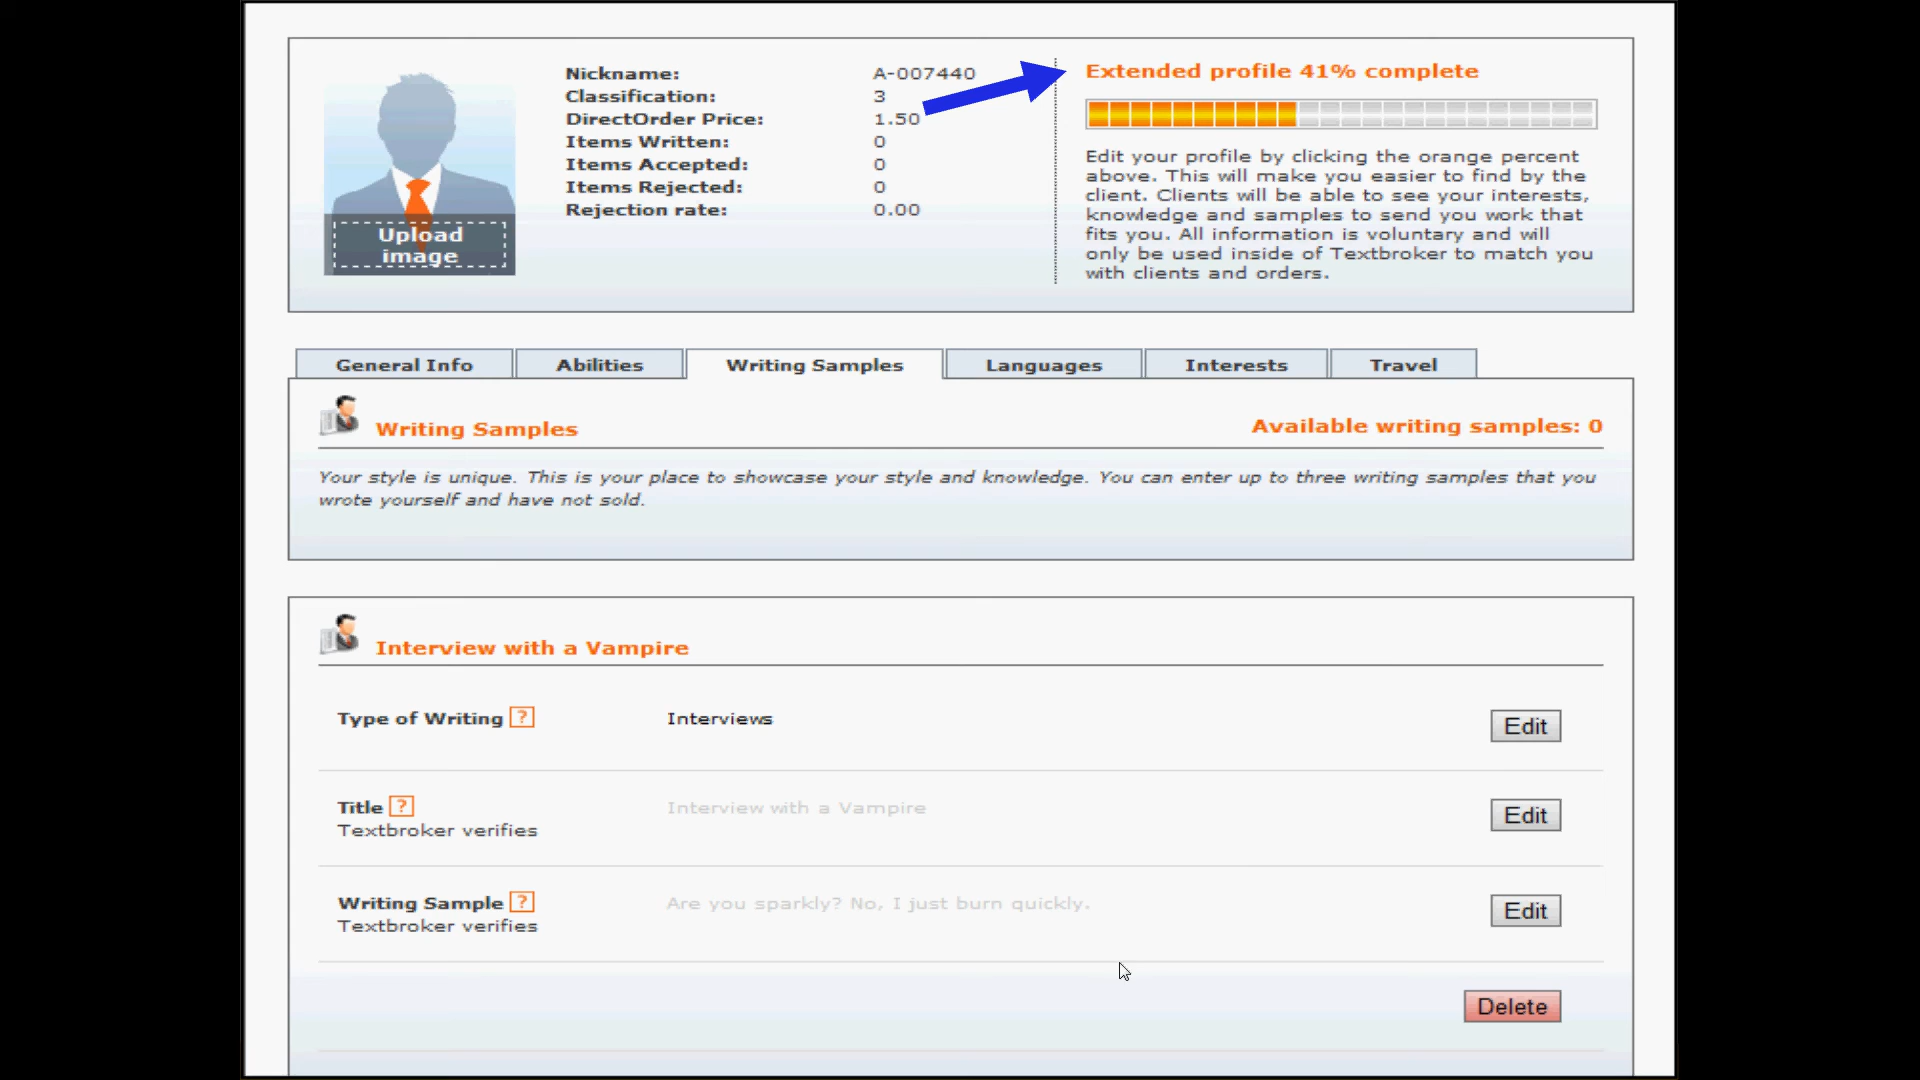 Nickname: A-007440
Classification: 3
DirectOrder Price: 1.50
Items Written: 0
Items Accepted: 0
Items Rejected: 0
Rejection rate: 0.00
Upload
image
Extended profile 41% complete
Edit your profile by clicking the orange percent
above. This will make you easier to find by the
client. Clients will be able to see your interests,
knowledge and samples to send you work that
fits you. All information is voluntary and will
only be used inside of Textbroker to match you
with clients and orders.
General Info Abilities Writing Samples Languages Interests Travel
Writing Samples Available writing samples: 0
Your style is unique. This is your place to showcase your style and knowledge. You can enter up to three writing samples that you
wrote yourself and have not sold.
Interview with a Vampire
Type of Writing ? Interviews Edit
Title ? Interview with a Vampire Edit
Textbroker verifies
Writing Sample ? Are you sparkly? No, I just burn quickly. Edit
Textbroker verifies
Delete